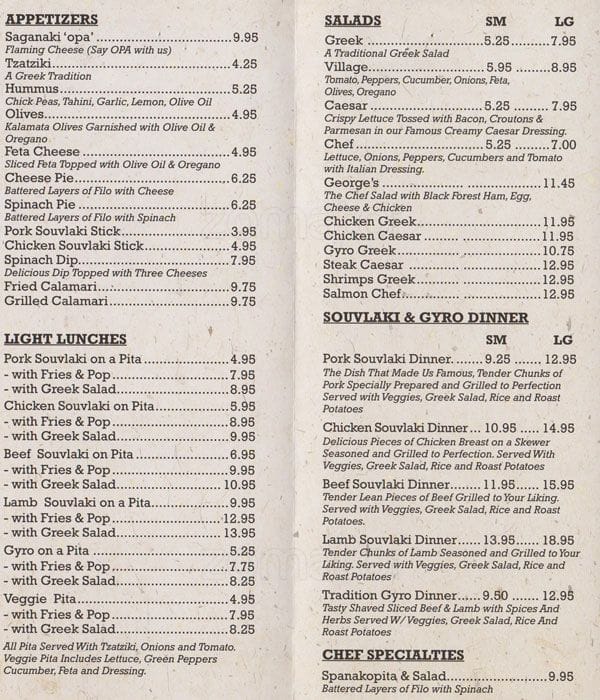 APPETIZERS
Saganaki 'opa' 9.95
Flaming Cheese (Say OPA with us)
Tzatziki 4.25
A Greek Tradition
Hummus 5.25
Chick Peas, Tahini, Garlic, Lemon, Olive Oil
Olives 4.95
Kalamata Olives Garnished with Olive Oil &
Oregano
Feta Cheese 4.95
Sliced Feta Topped with Olive Oil & Oregano
Cheese Pie 6.25
Battered Layers of Filo with Cheese
Spinach Pie 6.25
Battered Layers of Filo with Spinach
Pork Souvlaki Stick 3.95
Chicken Souvlaki Stick 4.95
Spinach Dip 7.95
Delicious Dip Topped with Three Cheeses
Fried Calamari 9.75
Grilled Calamari 9.75
LIGHT LUNCHES
Pork Souvlaki on a Pita 4.95
- with Fries & Pop 7.95
- with Greek Salad 8.95
Chicken Souvlaki on Pita 5.95
- with Fries & Pop 8.95
- with Greek Salad 9.95
Beef Souvlaki on Pita 6.95
- with Fries & Pop 9.95
- with Greek Salad 10.95
Lamb Souvlaki on a Pita 9.95
- with Fries & Pop 12.95
- with Greek Salad 13.95
Gyro on a Pita 5.25
- with Fries & Pop 7.75
- with Greek Salad 8.25
Veggie Pita 4.95
- with Fries & Pop 7.95
- with Greek Salad 8.25
All Pita Served With Tzatziki, Onions and Tomato.
Veggie Pita Includes Lettuce, Green Peppers
Cucumber, Feta and Dressing.
SALADS SM LG
Greek 5.25 7.95
A Traditional Greek Salad
Village 5.95 8.95
Tomato, Peppers, Cucumber, Onions, Feta,
Olives, Oregano
Caesar 5.25 7.95
Crispy Lettuce Tossed with Bacon, Croutons &
Parmesan in our Famous Creamy Caesar Dressing.
Chef 5.25 7.00
Lettuce, Onions, Peppers, Cucumbers and Tomato
with Italian Dressing.
George's 11.45
The Chef Salad with Black Forest Ham, Egg,
Cheese & Chicken
Chicken Greek 11.95
Chicken Caesar 11.95
Gyro Greek 10.75
Steak Caesar 12.95
Shrimps Greek 12.95
Salmon Chef 12.95
SOUVLAKI & GYRO DINNER
SM LG
Pork Souvlaki Dinner. 9.25 12.95
The Dish That Made Us Famous, Tender Chunks of
Pork Specially Prepared and Grilled to Perfection
Served with Veggies, Greek Salad, Rice and Roast
Potatoes
Chicken Souvlaki Dinner 10.95 14.95
Delicious Pieces of Chicken Breast on a Skewer
Seasoned and Grilled to Perfection. Served With
Veggies, Greek Salad, Rice and Roast Potatoes
Beef Souvlaki Dinner 11.95 15.95
Tender Lean Pieces of Beef Grilled to Your Liking.
Served with Veggies, Greek Salad, Rice and Roast
Potatoes.
Lamb Souvlaki Dinner 13.95 18.95
Tender Chunks of Lamb Seasoned and Grilled to Your
Liking. Served with Veggies, Greek Salad, Rice and
Roast Potatoes
Tradition Gyro Dinner 9.50 12.95
Tasty Shaved Sliced Beef & Lamb with Spices And
Herbs Served W/ Veggies, Greek Salad, Rice And
Roast Potatoes
CHEF SPECIALTIES
Spanakopita & Salad 9.95
Battered Layers of Filo with Spinach